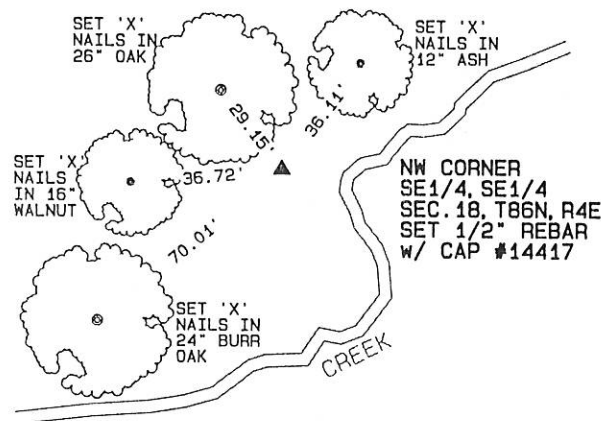 SET 'X'
NAILS IN
26" OAK
SET 'X'
NAILS IN
12" ASH
29.15'
36.11'
SET 'X'
NAILS
IN 16"
WALNUT
36.72'
70.01'
NW CORNER
SE1/4, SE1/4
SEC. 18, T86N, R4E
SET 1/2" REBAR
W/ CAP #14417
SET 'X'
NAILS IN
24" BURR
OAK
CREEK